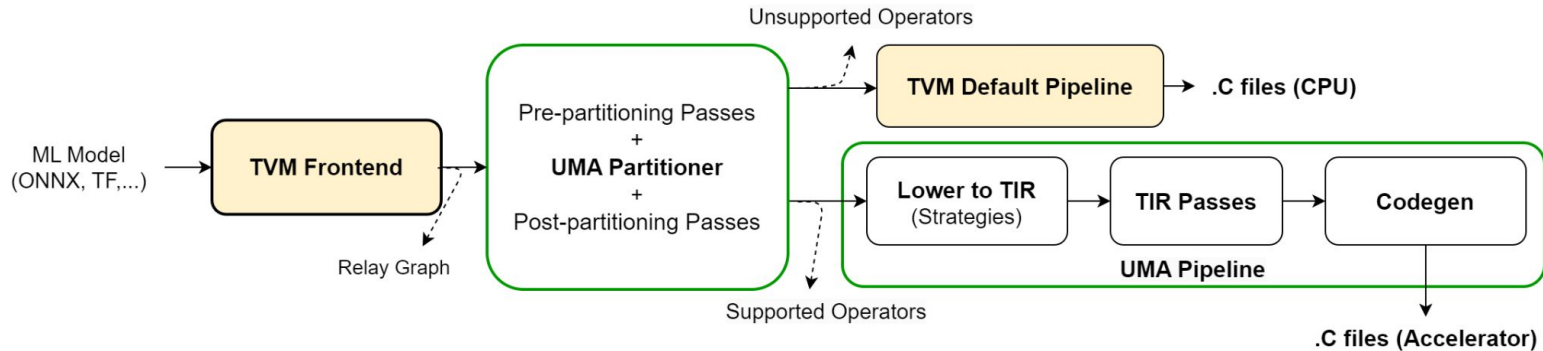 Unsupported Operators
TVM Default Pipeline
.C files (CPU)
Pre-partitioning Passes
+
UMA Partitioner
+
Post-partitioning Passes
ML Model
(ONNX, TF,...)
TVM Frontend
Relay Graph
Lower to TIR
(Strategies)
TIR Passes
Codegen
UMA Pipeline
Supported Operators
.C files (Accelerator)